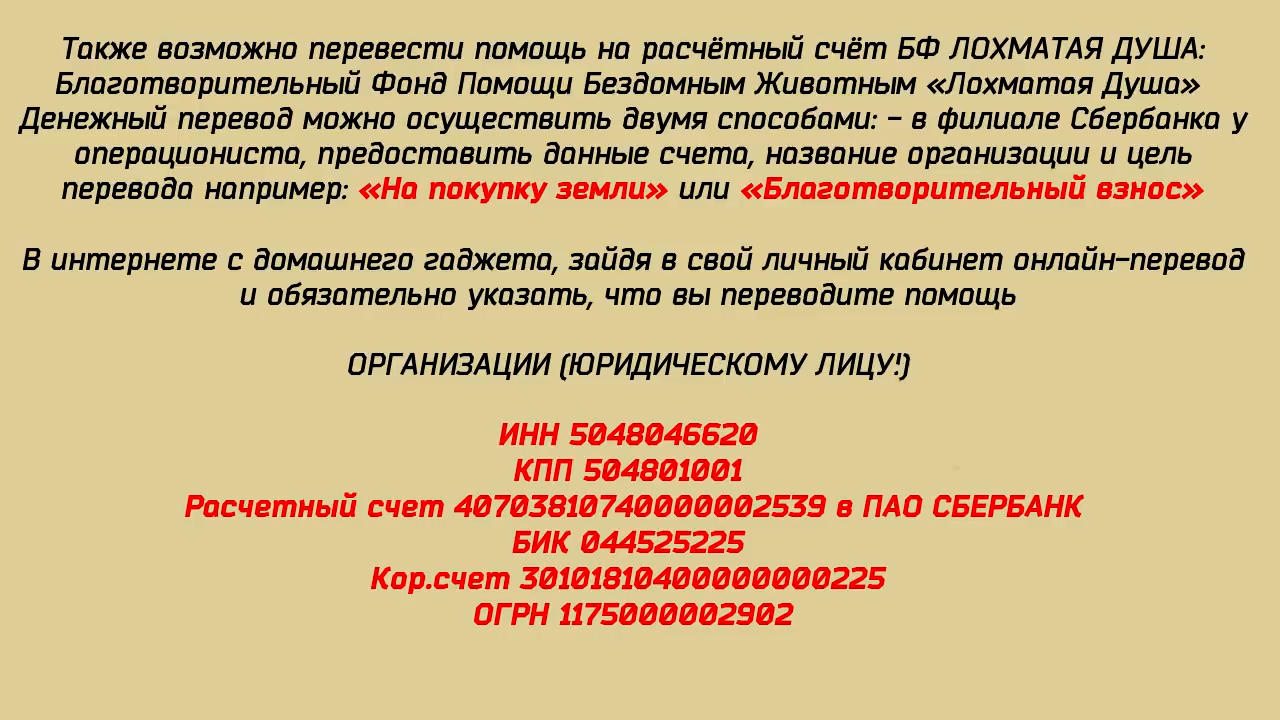 Также возможно перевести помощь на расчётный счёт БФ ЛОХМАТАЯ ДУША:
Благотворительный Фонд Помощи Бездомным Животным «Лохматая Душа»
Денежный перевод можно осуществить двумя способами: - в филиале Сбербанка у
операциониста, предоставить данные счета, название организации и цель
перевода например: «На покупку земли» или «Благотворительный взнос»
В интернете с домашнего гаджета, зайдя в свой личный кабинет онлайн-перевод
и обязательно указать, что вы переводите помощь
ОРГАНИЗАЦИИ (ЮРИДИЧЕСКОМУ ЛИЦУ!)
ИНН 5048046620
КПП 504801001
Расчетный счет 40703810740000002539 в ПАО СБЕРБАНК
БИК 044525225
Кор.счет 30101810400000000225
ОГРН 1175000002902